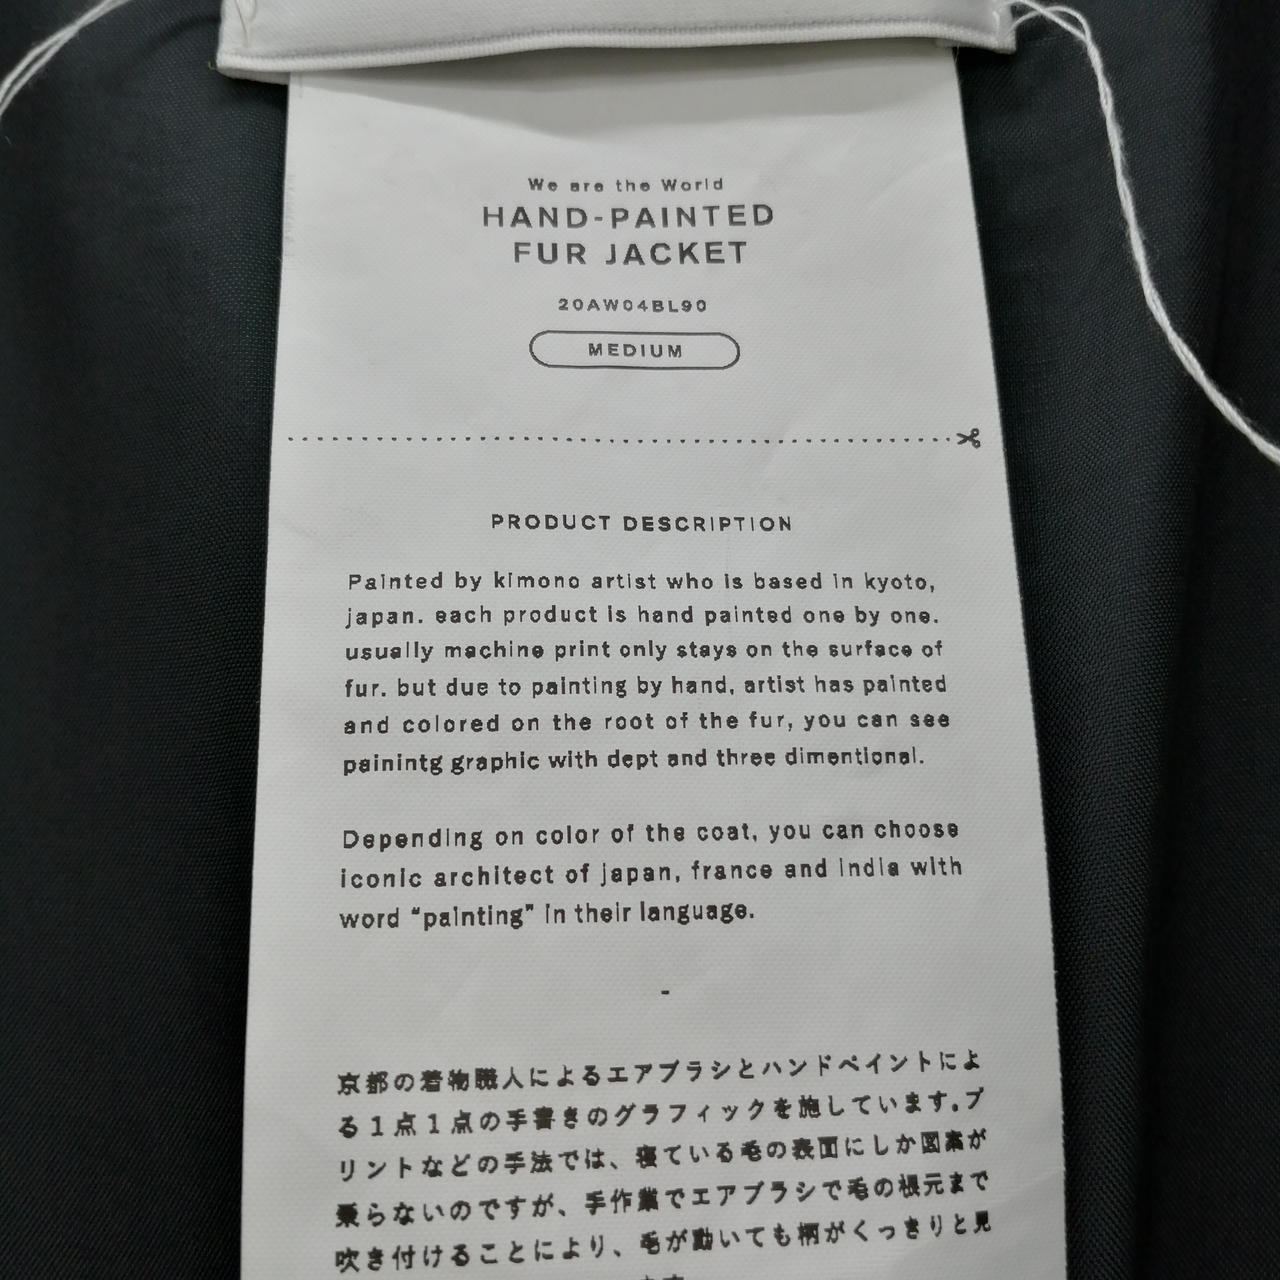 We are the World
HAND-PAINTED
FUR JACKET
20AW04BL90
MEDIUM
PRODUCT DESCRIPTION
Painted by kimono artist who is based in kyoto,
japan. each product is hand painted one by one.
usually machine print only stays on the surface of
fur. but due to painting by hand, artist has painted
and colored on the root of the fur, you can see
painintg graphic with dept and three dimentional.
Depending on color of the coat, you can choose
iconic architect of japan, france and india with
word “painting” in their language.
-
京都の着物職人によるエアブラシとハンドペイントによ
る1点1点の手書きのグラフィックを施しています。プ
リントなどの手法では、寝ている毛の表面にしか図案が
乗らないのですが、手作業でエアブラシで毛の根元まで
吹き付けることにより、毛が動いても柄がくっきりと見